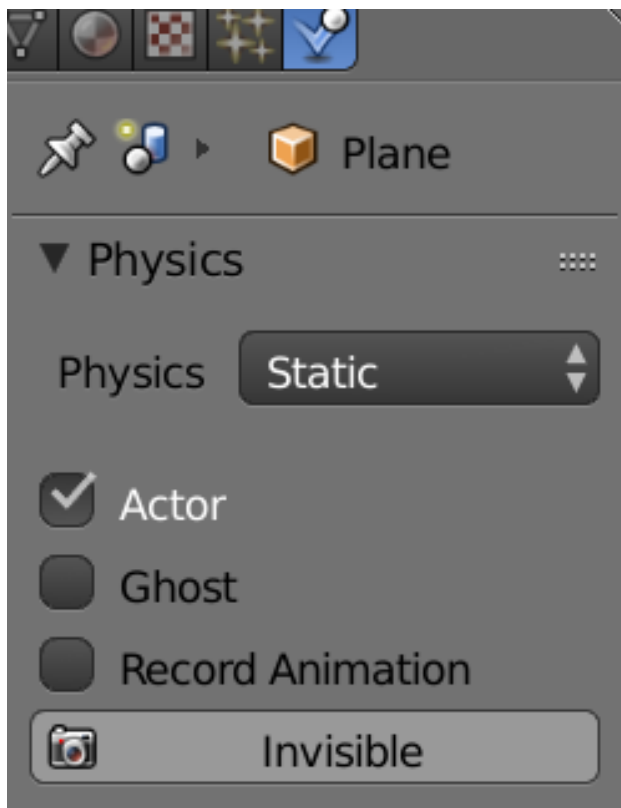 Plane
Physics
Physics Static
Actor
Ghost
Record Animation
Invisible